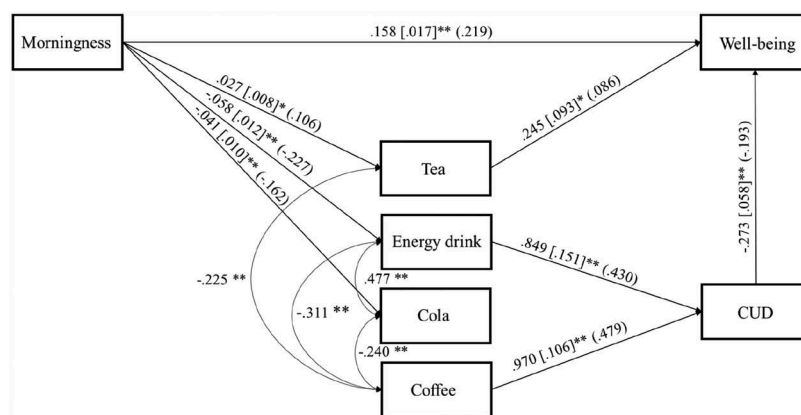 Morningness
.158 [.017]** (.219)
Well-being
.027 [.008]* (.106)
-.058 [.012]** (-.227)
-.041 [.010]** (-.162)
.245 [.093]* (.086)
-.273 [.058]** (-.193)
Tea
Energy drink
.849 [.151]** (.430)
-.225 **
.477 **
-.311 **
Cola
CUD
-.240 **
.970 [.106]** (.479)
Coffee